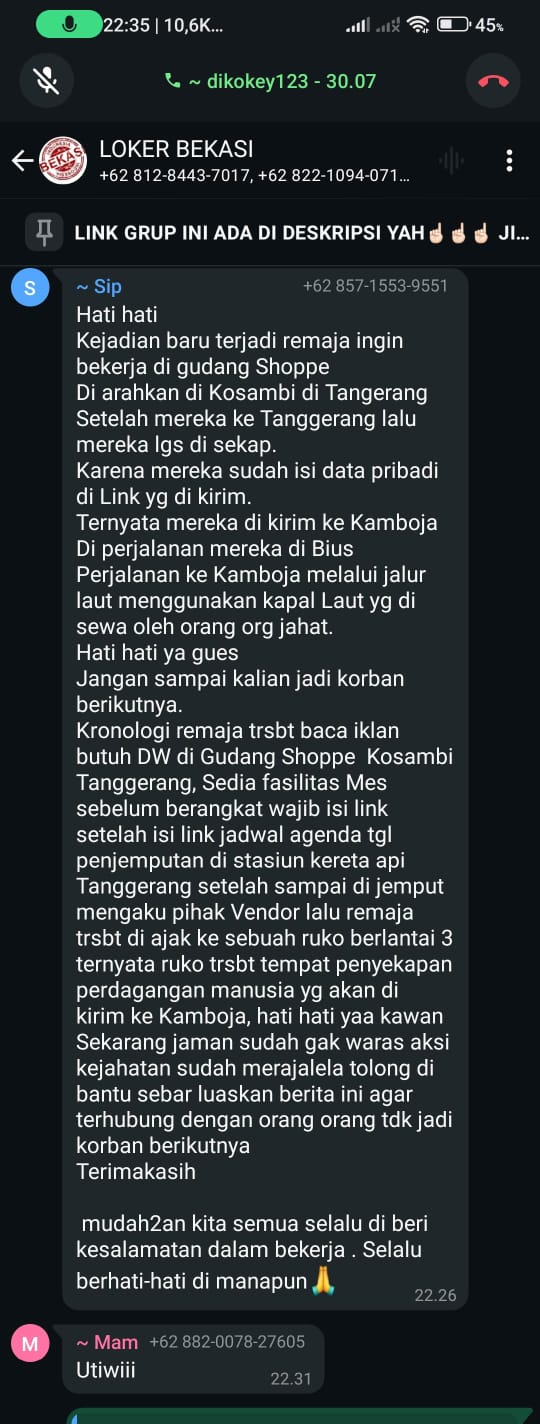 22:35 | 10,6K... 45%
~ dikokey123 - 30.07
BEKASI
LOKER BEKASI
+62 812-8443-7017, +62 822-1094-071...
LINK GRUP INI ADA DI DESKRIPSI YAH☝🏻☝🏻☝🏻 JI...
S
~ Sip +62 857-1553-9551
Hati hati
Kejadian baru terjadi remaja ingin
bekerja di gudang Shoppe
Di arahkan di Kosambi di Tangerang
Setelah mereka ke Tanggerang lalu
mereka lgs di sekap.
Karena mereka sudah isi data pribadi
di Link yg di kirim.
Ternyata mereka di kirim ke Kamboja
Di perjalanan mereka di Bius
Perjalanan ke Kamboja melalui jalur
laut menggunakan kapal Laut yg di
sewa oleh orang org jahat.
Hati hati ya gues
Jangan sampai kalian jadi korban
berikutnya.
Kronologi remaja trsbt baca iklan
butuh DW di Gudang Shoppe  Kosambi
Tanggerang, Sedia fasilitas Mes
sebelum berangkat wajib isi link
setelah isi link jadwal agenda tgl
penjemputan di stasiun kereta api
Tanggerang setelah sampai di jemput
mengaku pihak Vendor lalu remaja
trsbt di ajak ke sebuah ruko berlantai 3
ternyata ruko trsbt tempat penyekapan
perdagangan manusia yg akan di
kirim ke Kamboja, hati hati yaa kawan
Sekarang jaman sudah gak waras aksi
kejahatan sudah merajalela tolong di
bantu sebar luaskan berita ini agar
terhubung dengan orang orang tdk jadi
korban berikutnya
Terimakasih
mudah2an kita semua selalu di beri
kesalamatan dalam bekerja . Selalu
berhati-hati di manapun🙏
22.26
M
~ Mam +62 882-0078-27605
Utiwiii
22.31